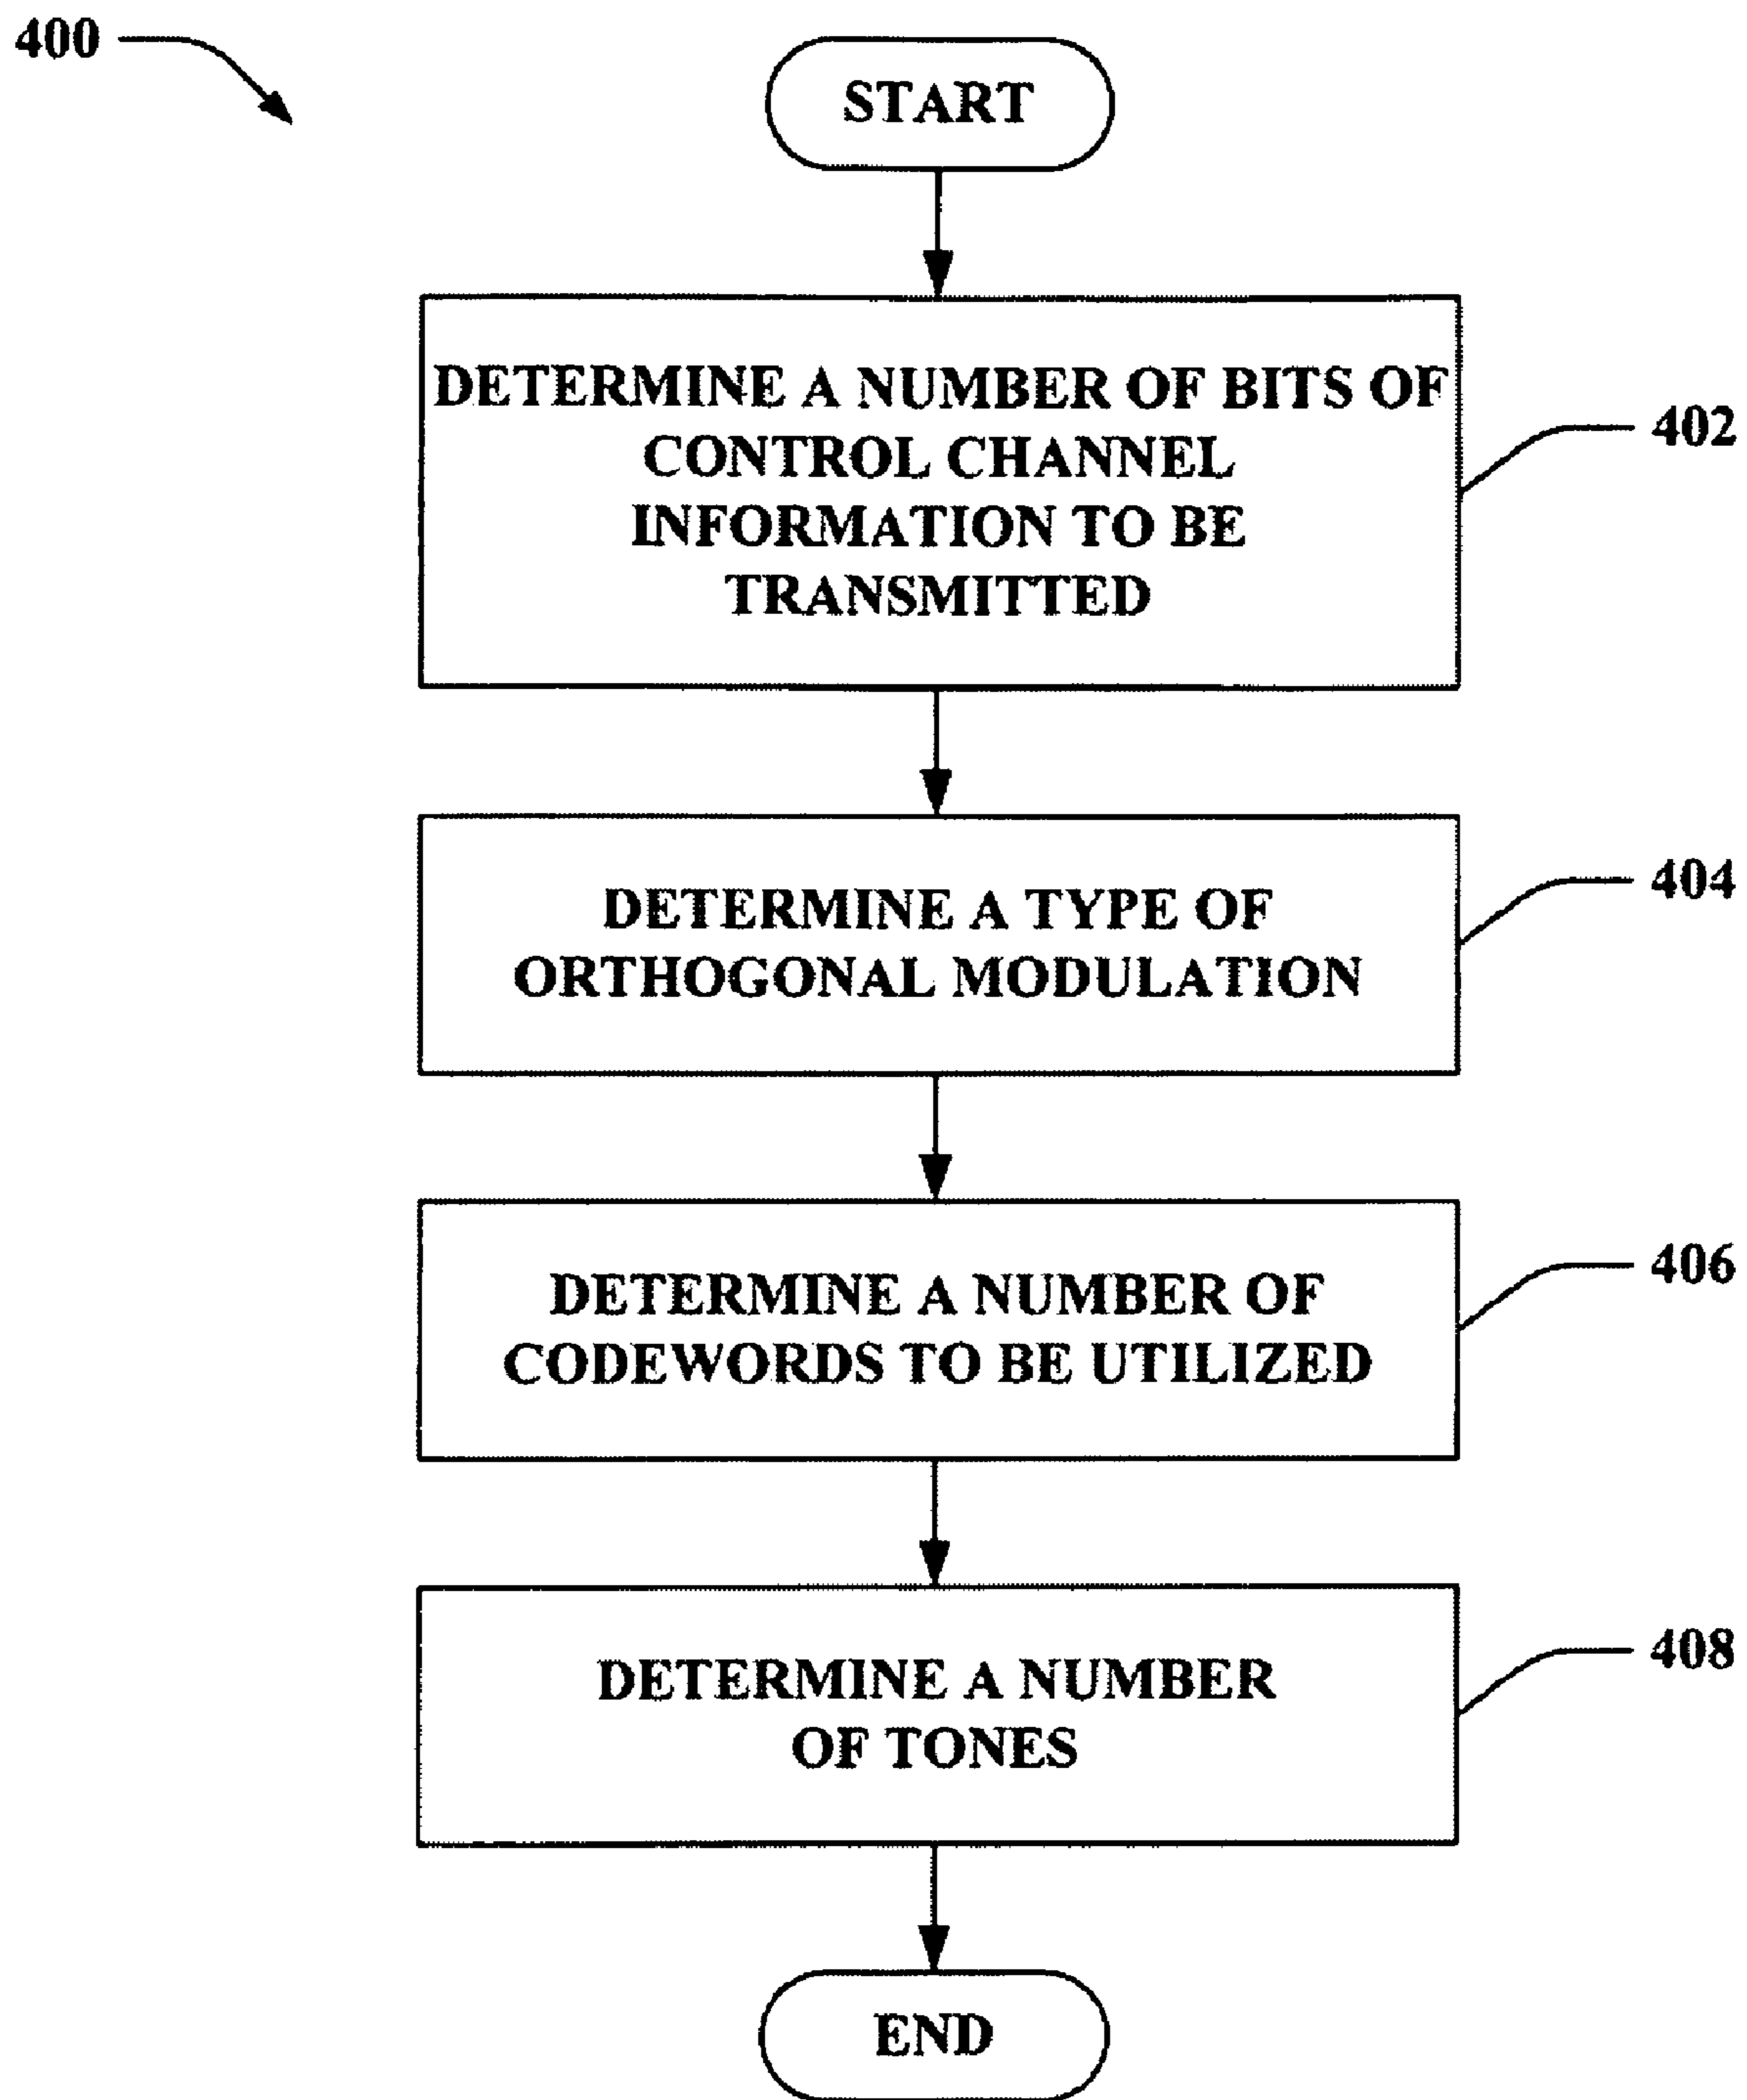 400
START
DETERMINE A NUMBER OF BITS OF
CONTROL CHANNEL
INFORMATION TO BE
TRANSMITTED
402
DETERMINE A TYPE OF
ORTHOGONAL MODULATION
404
DETERMINE A NUMBER OF
CODEWORDS TO BE UTILIZED
406
DETERMINE A NUMBER
OF TONES
408
END